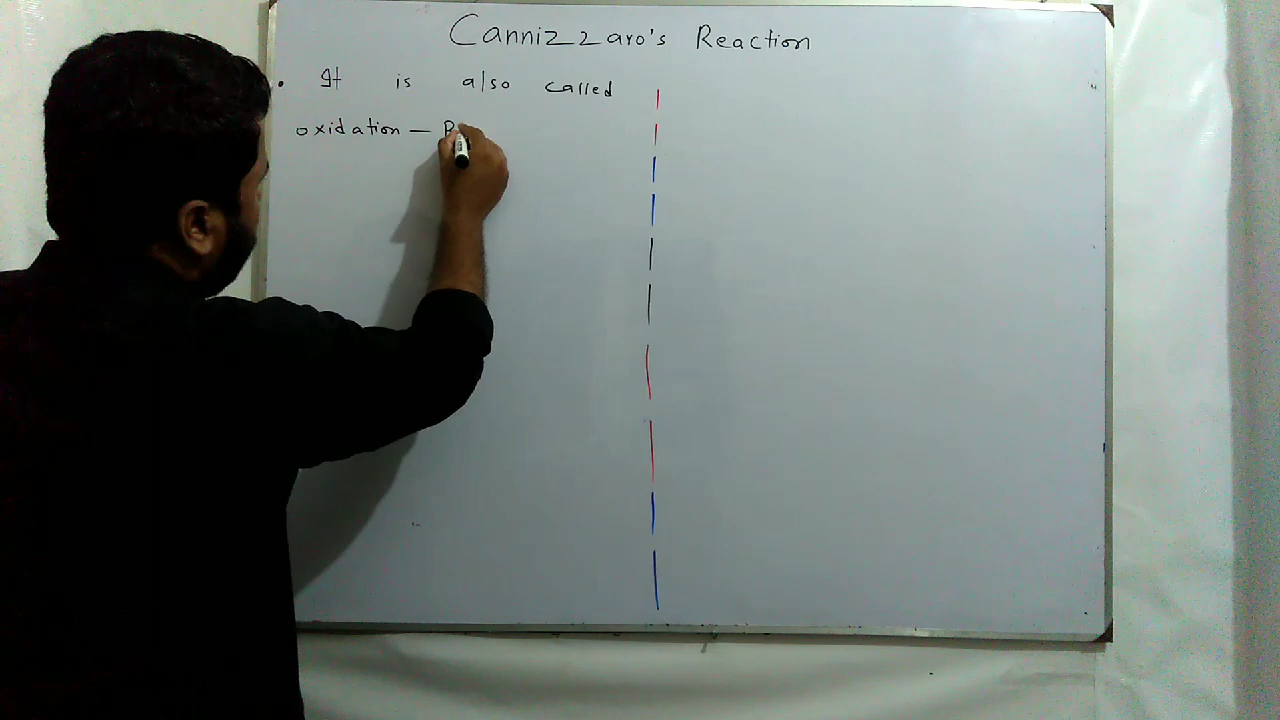 Cannizzaro's Reaction
• It is also called
oxidation — R